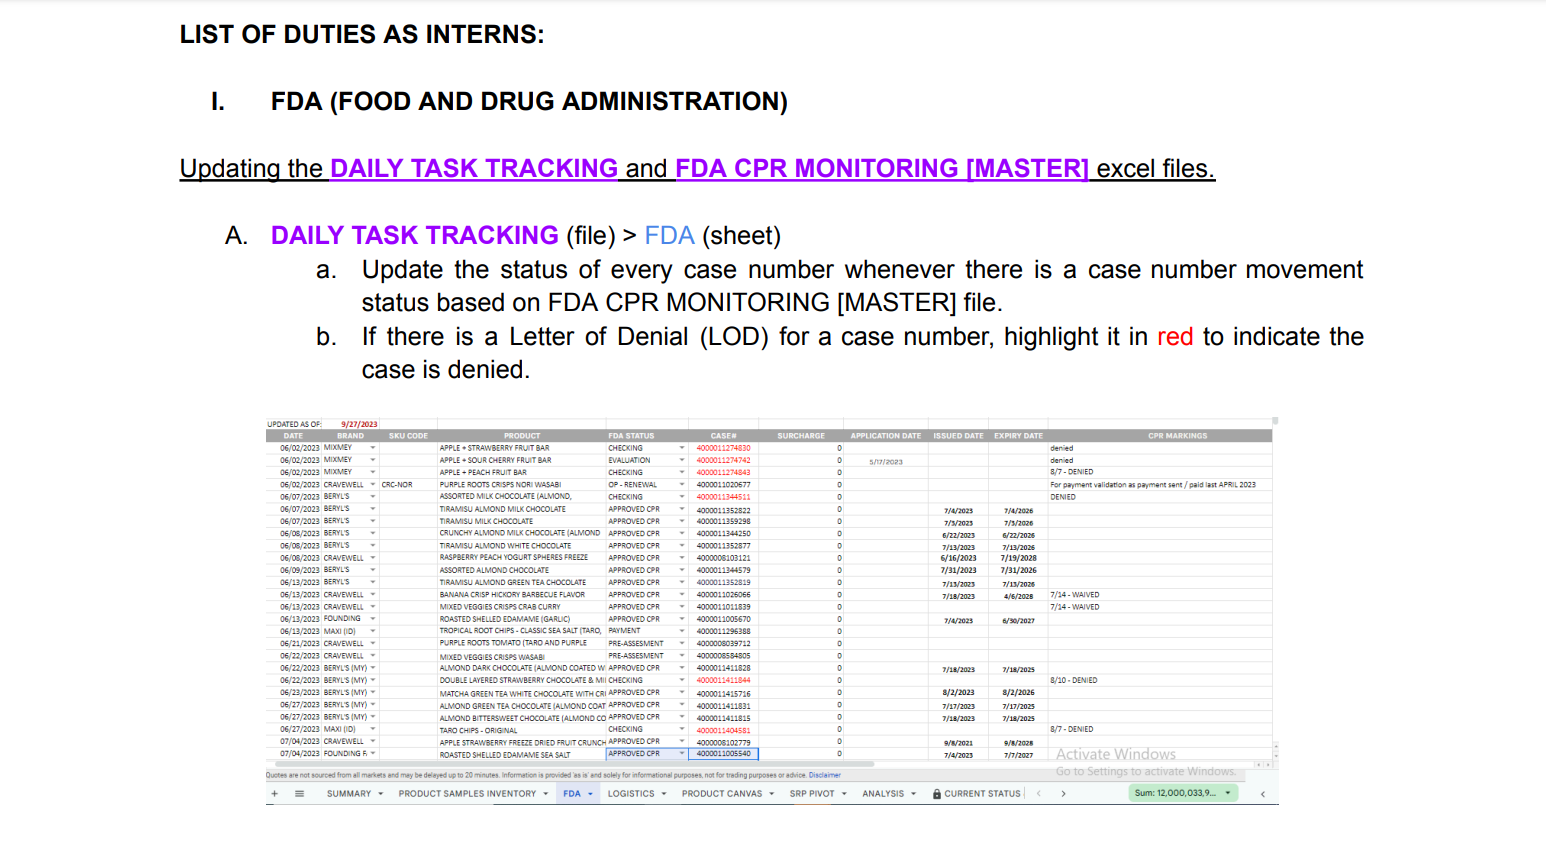 LIST OF DUTIES AS INTERNS:
I. FDA (FOOD AND DRUG ADMINISTRATION)
Updating the DAILY TASK TRACKING and FDA CPR MONITORING [MASTER] excel files.
A. DAILY TASK TRACKING (file) > FDA (sheet)
a. Update the status of every case number whenever there is a case number movement
status based on FDA CPR MONITORING [MASTER] file.
b. If there is a Letter of Denial (LOD) for a case number, highlight it in red to indicate the
case is denied.
UPDATED AS OF: 9/27/2023
DATE BRAND SKU CODE PRODUCT FDA STATUS CASE# SURCHARGE APPLICATION DATE ISSUED DATE EXPIRY DATE CPR MARKINGS
06/02/2023 MIXMEY APPLE + STRAWBERRY FRUIT BAR CHECKING 4000011274830 0 denied
06/02/2023 MIXMEY APPLE + SOUR CHERRY FRUIT BAR EVALUATION 4000011274742 0 5/17/2023 denied
06/02/2023 MIXMEY APPLE + PEACH FRUIT BAR CHECKING 4000011274843 0 8/7 - DENIED
06/02/2023 CRAVEWELL CRC-NOR PURPLE ROOTS CRISPS NORI WASABI OP - RENEWAL 4000011020677 0 For payment validation as payment sent / paid last APRIL 2023
06/07/2023 BERYL'S ASSORTED MILK CHOCOLATE (ALMOND, CHECKING 4000011344511 0 DENIED
06/07/2023 BERYL'S TIRAMISU ALMOND MILK CHOCOLATE APPROVED CPR 4000011352822 0 7/4/2023 7/4/2026
06/07/2023 BERYL'S TIRAMISU MILK CHOCOLATE APPROVED CPR 4000011359298 0 7/5/2023 7/5/2026
06/08/2023 BERYL'S CRUNCHY ALMOND MILK CHOCOLATE (ALMOND APPROVED CPR 4000011344250 0 6/22/2023 6/22/2026
06/08/2023 BERYL'S TIRAMISU ALMOND WHITE CHOCOLATE APPROVED CPR 4000011352877 0 7/13/2023 7/13/2026
06/08/2023 CRAVEWELL RASPBERRY PEACH YOGURT SPHERES FREEZE APPROVED CPR 4000008103121 0 6/16/2023 7/19/2028
06/09/2023 BERYL'S ASSORTED ALMOND CHOCOLATE APPROVED CPR 4000011344579 0 7/31/2023 7/31/2026
06/13/2023 BERYL'S TIRAMISU ALMOND GREEN TEA CHOCOLATE APPROVED CPR 4000011352819 0 7/13/2023 7/13/2026
06/13/2023 CRAVEWELL BANANA CRISP HICKORY BARBECUE FLAVOR APPROVED CPR 4000011026066 0 7/18/2023 4/6/2028 7/14 - WAIVED
06/13/2023 CRAVEWELL MIXED VEGGIES CRISPS CRAB CURRY APPROVED CPR 4000011011839 0 7/14 - WAIVED
06/13/2023 FOUNDING ROASTED SHELLED EDAMAME (GARLIC) APPROVED CPR 4000011005670 0 7/4/2023 6/30/2027
06/13/2023 MAXI (ID) TROPICAL ROOT CHIPS - CLASSIC SEA SALT (TARO, PAYMENT 4000011296388 0
06/21/2023 CRAVEWELL PURPLE ROOTS TOMATO (TARO AND PURPLE PRE-ASSESMENT 4000008039712 0
06/22/2023 CRAVEWELL MIXED VEGGIES CRISPS WASABI PRE-ASSESMENT 4000008584805 0
06/22/2023 BERYL'S (MY) ALMOND DARK CHOCOLATE (ALMOND COATED W APPROVED CPR 4000011411828 0 7/18/2023 7/18/2025
06/22/2023 BERYL'S (MY) DOUBLE LAYERED STRAWBERRY CHOCOLATE & MI CHECKING 4000011411844 0 8/10 - DENIED
06/23/2023 BERYL'S (MY) MATCHA GREEN TEA WHITE CHOCOLATE WITH CRI APPROVED CPR 4000011415716 0 8/2/2023 8/2/2026
06/27/2023 BERYL'S (MY) ALMOND GREEN TEA CHOCOLATE (ALMOND COAT APPROVED CPR 4000011411831 0 7/17/2023 7/17/2025
06/27/2023 BERYL'S (MY) ALMOND BITTERSWEET CHOCOLATE (ALMOND CO APPROVED CPR 4000011411815 0 7/18/2023 7/18/2025
06/27/2023 MAXI (ID) TARO CHIPS - ORIGINAL CHECKING 4000011404581 0 8/7 - DENIED
07/04/2023 CRAVEWELL APPLE STRAWBERRY FREEZE DRIED FRUIT CRUNCH APPROVED CPR 4000008102779 0 9/8/2021 9/8/2028
07/04/2023 FOUNDING F ROASTED SHELLED EDAMAME SEA SALT APPROVED CPR 4000011005540 0 7/4/2023 7/7/2027
Activate Windows
Go to Settings to activate Windows.
Quotes are not sourced from all markets and may be delayed up to 20 minutes. Information is provided 'as is' and solely for informational purposes, not for trading purposes or advice. Disclaimer
SUMMARY PRODUCT SAMPLES INVENTORY FDA LOGISTICS PRODUCT CANVAS SRP PIVOT ANALYSIS CURRENT STATUS Sum: 12,000,033,9...